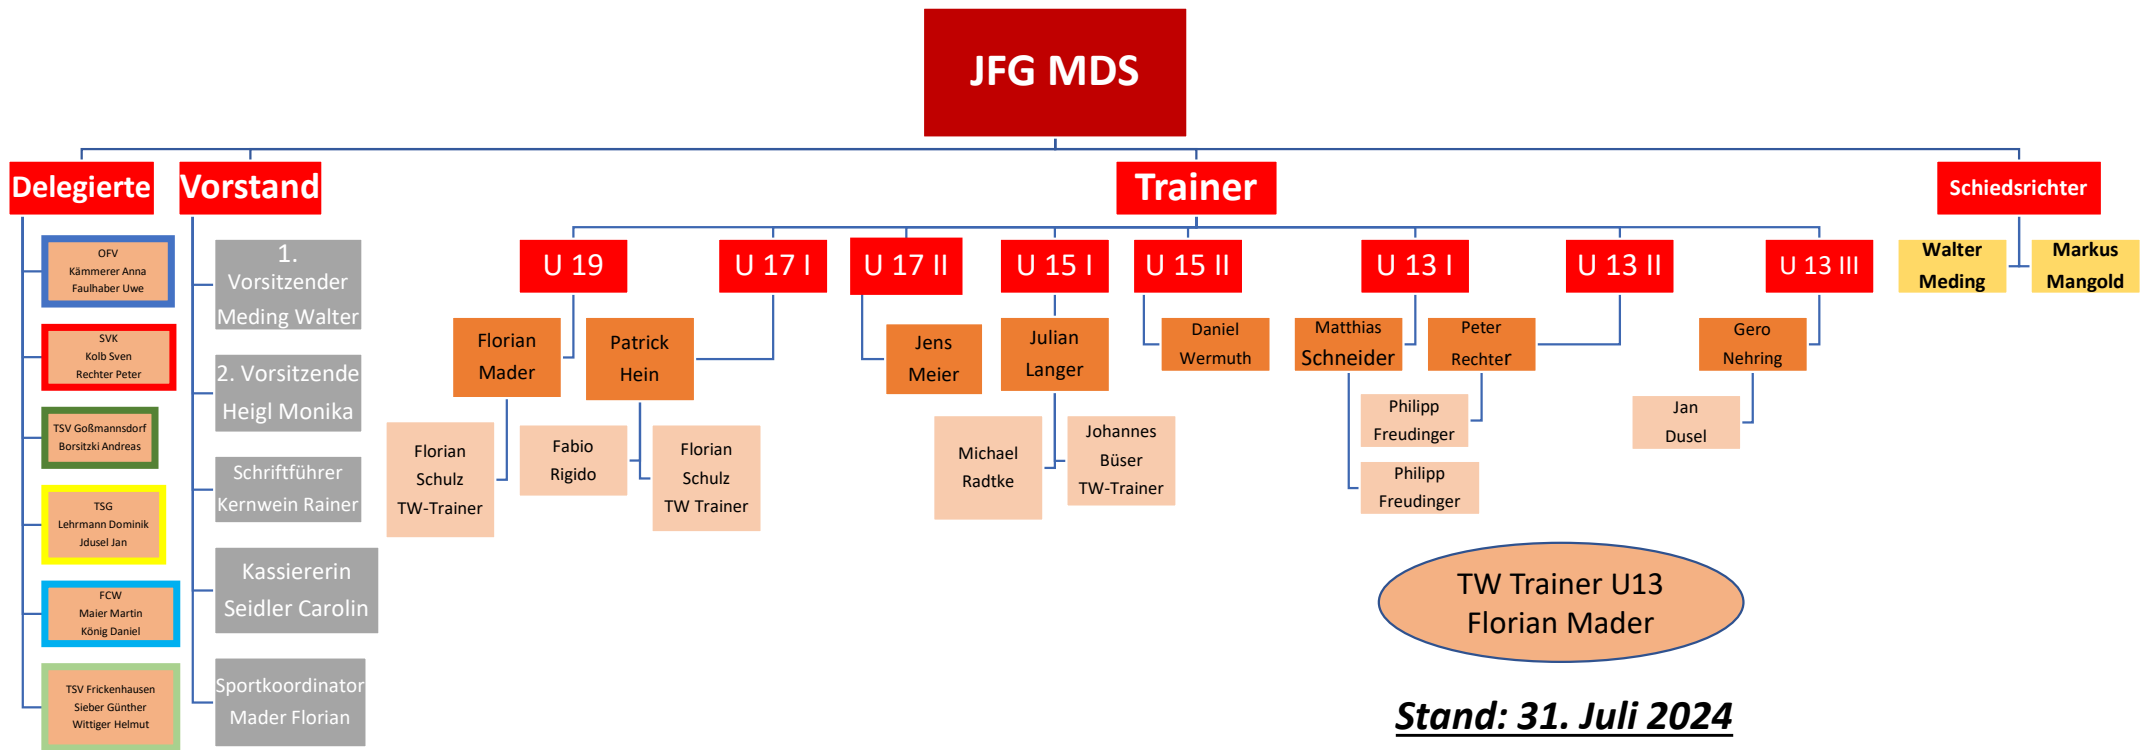 JFG MDS
Delegierte
Vorstand
Trainer
Schiedsrichter
OFV
Kämmerer Anna
Faulhaber Uwe
SVK
Kolb Sven
Rechter Peter
TSV Goßmannsdorf
Borsitzki Andreas
TSG
Lehrmann Dominik
Jdusel Jan
FCW
Maier Martin
König Daniel
TSV Frickenhausen
Sieber Günther
Wittiger Helmut
1.
Vorsitzender
Meding Walter
2. Vorsitzende
Heigl Monika
Schriftführer
Kernwein Rainer
Kassiererin
Seidler Carolin
Sportkoordinator
Mader Florian
U 19
Florian
Mader
Florian
Schulz
TW-Trainer
U 17 I
Patrick
Hein
Fabio
Rigido
Florian
Schulz
TW Trainer
U 17 II
Jens
Meier
U 15 I
Julian
Langer
Michael
Radtke
Johannes
Büser
TW-Trainer
U 15 II
Daniel
Wermuth
U 13 I
Matthias
Schneider
Philipp
Freudinger
U 13 II
Peter
Rechter
Philipp
Freudinger
U 13 III
Gero
Nehring
Jan
Dusel
Walter
Meding
Markus
Mangold
TW Trainer U13
Florian Mader
Stand: 31. Juli 2024